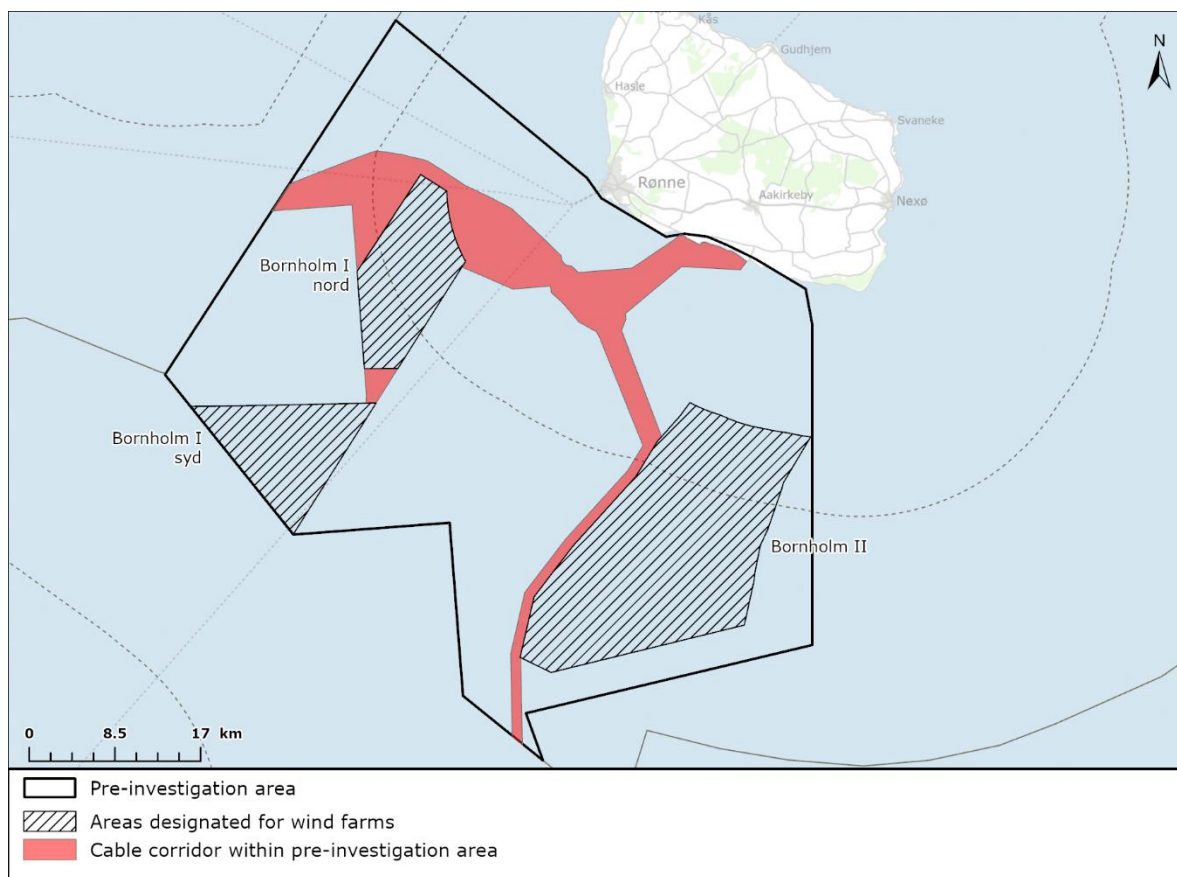 Kås
Gudhjem
N
Hasle
Svaneke
Rønne
Aakirkeby
Nexø
Bornholm I
nord
Bornholm I
syd
Bornholm II
0 8.5 17 km
Pre-investigation area
Areas designated for wind farms
Cable corridor within pre-investigation area